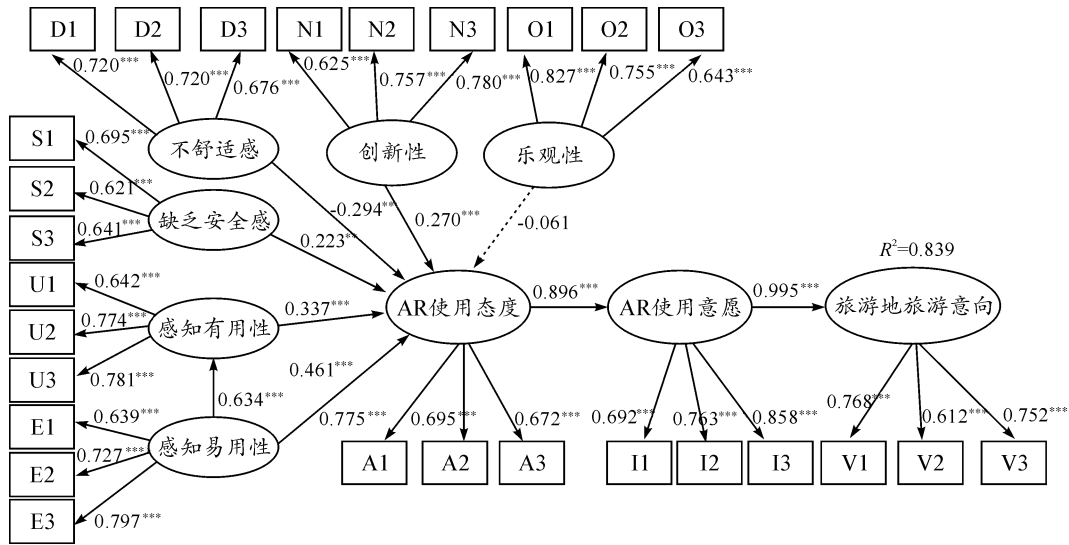 D1 D2 D3 N1 N2 N3 O1 O2 O3
0.720*** 0.720*** 0.676*** 0.625*** 0.757*** 0.780*** 0.827*** 0.755*** 0.643***
不舒适感 创新性 乐观性
S1 0.695***
S2 0.621***
缺乏安全感
S3 0.641***
-0.294** 0.270*** -0.061
0.223**
R²=0.839
U1 0.642***
U2 0.774***
感知有用性
U3 0.781***
0.337***
AR使用态度 0.896*** AR使用意愿 0.995*** 旅游地旅游意向
0.461***
0.634***
E1 0.639***
感知易用性
E2 0.727***
E3 0.797***
0.775*** 0.695*** 0.672*** 0.692*** 0.763*** 0.858*** 0.768*** 0.612*** 0.752***
A1 A2 A3 I1 I2 I3 V1 V2 V3